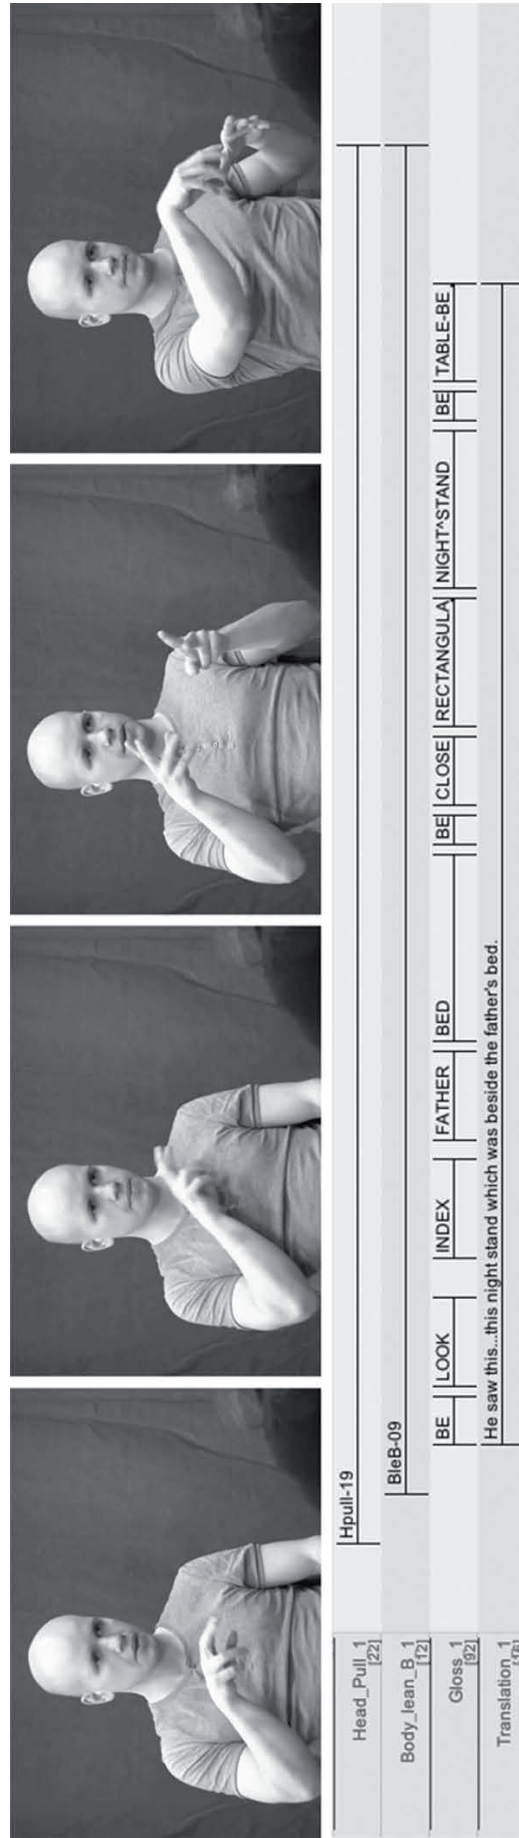 Head_Pull_1
[22]
Hpull-19
Body_lean_B_1
[12]
BleB-09
Gloss_1
[92]
BE LOOK INDEX FATHER BED BE CLOSE RECTANGULA NIGHT^STAND BE TABLE-BE
Translation_1
[16]
He saw this...this night stand which was beside the father's bed.